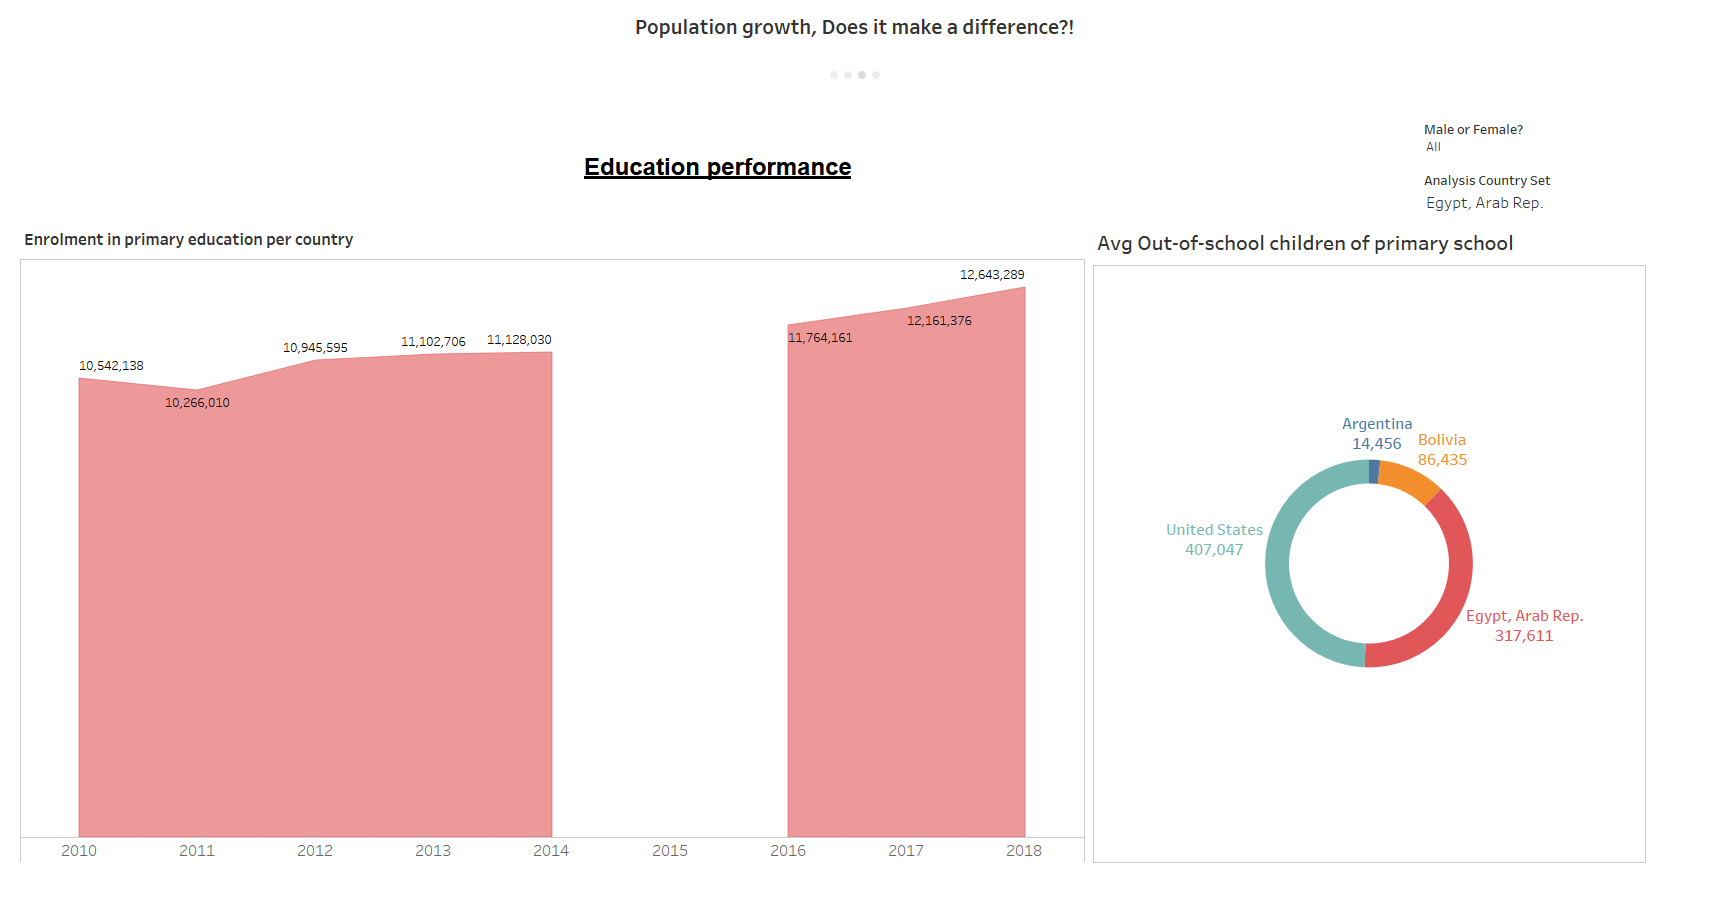 Population growth, Does it make a difference?!
Male or Female?
All
Education performance
Analysis Country Set
Egypt, Arab Rep.
Enrolment in primary education per country
10,542,138
10,266,010
10,945,595
11,102,706
11,128,030
11,764,161
12,161,376
12,643,289
2010
2011
2012
2013
2014
2015
2016
2017
2018
Avg Out-of-school children of primary school
Argentina
14,456
Bolivia
86,435
United States
407,047
Egypt, Arab Rep.
317,611